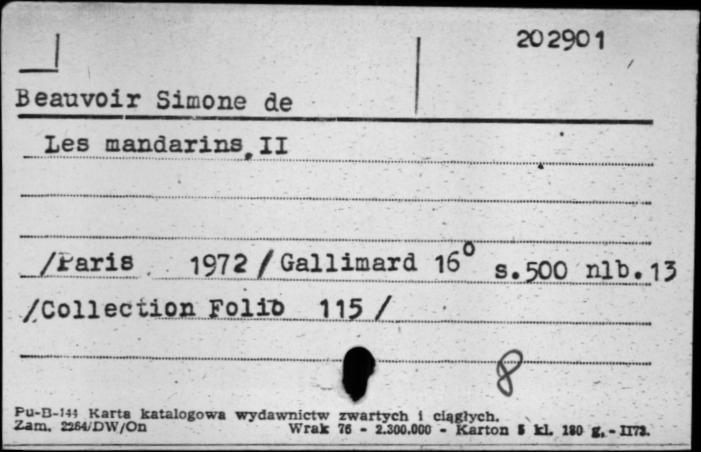 202901
Beauvoir Simone de
Les mandarins, II
/Paris 1972 / Gallimard 16° s.500 nlb.13
/Collection Folio 115 /
8
Pu-B-144 Karta katalogowa wydawnictw zwartych i ciągłych.
Zam. 2264/DW/On Wrak 76 - 2.300.000 - Karton 5 kl. 180 g. - II73.